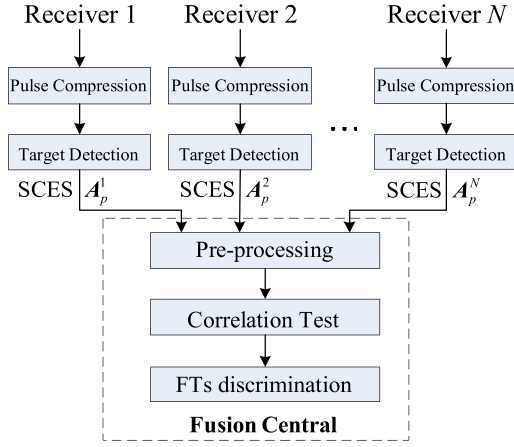 Receiver 1 Receiver 2 Receiver N
Pulse Compression Pulse Compression Pulse Compression
...
Target Detection Target Detection Target Detection
SCES A_p^1 SCES A_p^2 SCES A_p^N
Pre-processing
Correlation Test
FTs discrimination
Fusion Central